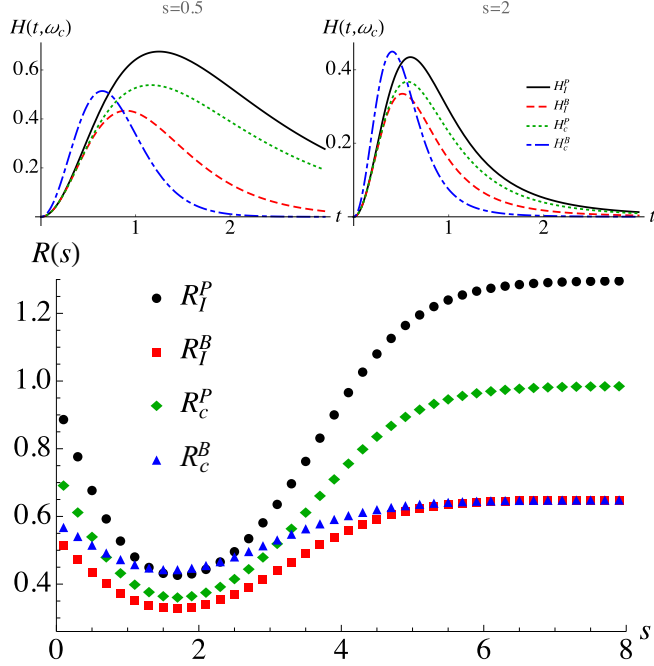 s=0.5
s=2
H(t,ω_c)
H(t,ω_c)
0.6
0.4
0.2
0
1
2
t
0.4
0.2
0
1
2
t
H_I^P
H_I^B
H_c^P
H_c^B
R(s)
1.2
1.0
0.8
0.6
0.4
R_I^P
R_I^B
R_c^P
R_c^B
0
2
4
6
8
s